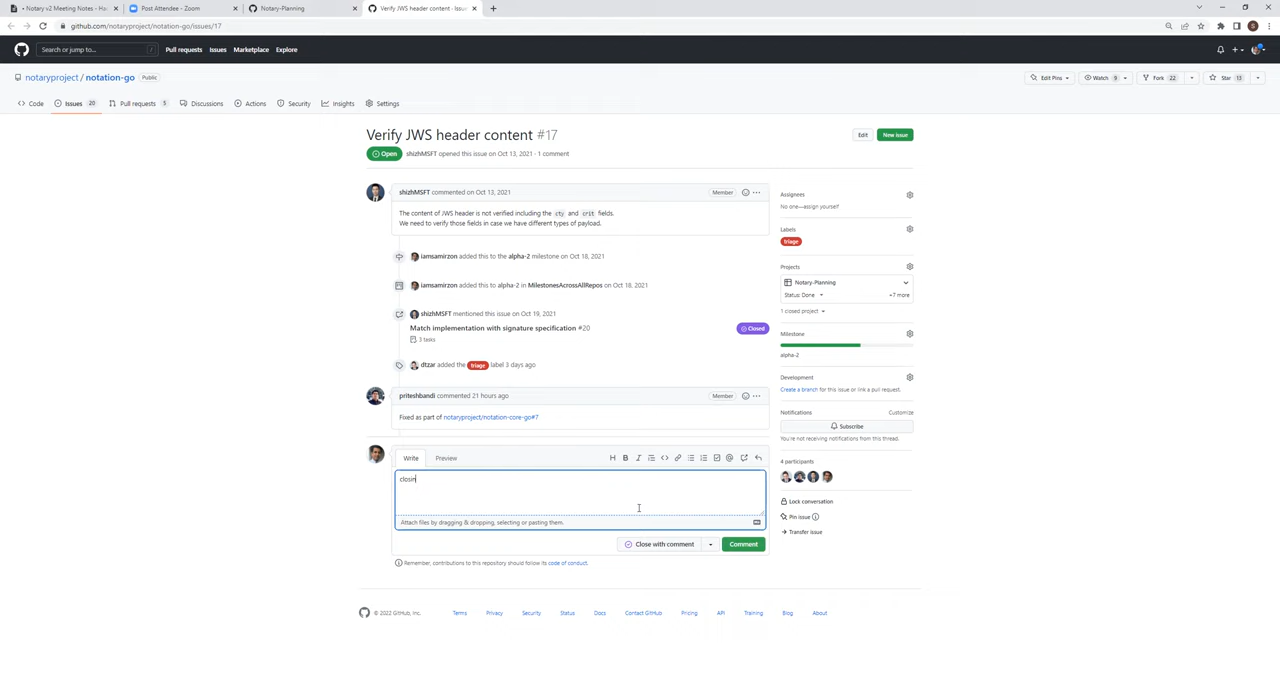 • Notary v2 Meeting Notes - Ha
Post Attendee - Zoom
Notary-Planning
Verify JWS header content · Issue
github.com/notaryproject/notation-go/issues/17
Search or jump to...
/
Pull requests
Issues
Marketplace
Explore
notaryproject / notation-go
Public
Edit Pins
Watch 9
Fork 22
Star 13
Code
Issues 20
Pull requests 5
Discussions
Actions
Security
Insights
Settings
Verify JWS header content #17
Edit
New issue
Open
shizhMSFT opened this issue on Oct 13, 2021 · 1 comment
shizhMSFT commented on Oct 13, 2021
Member
The content of JWS header is not verified including the cty and crit fields.
We need to verify those fields in case we have different types of payload.
iamsamirzon added this to the alpha-2 milestone on Oct 18, 2021
iamsamirzon added this to alpha-2 in MilestonesAcrossAllRepos on Oct 18, 2021
shizhMSFT mentioned this issue on Oct 19, 2021
Match implementation with signature specification #20
Closed
3 tasks
dtzar added the triage label 3 days ago
priteshbandi commented 21 hours ago
Member
Fixed as part of notaryproject/notation-core-go#7
Write
Preview
closin
Attach files by dragging & dropping, selecting or pasting them.
Close with comment
Comment
Remember, contributions to this repository should follow its code of conduct.
Assignees
No one—assign yourself
Labels
triage
Projects
Notary-Planning
Status: Done
+7 more
1 closed project
Milestone
alpha-2
Development
Create a branch for this issue or link a pull request.
Notifications
Customize
Subscribe
You're not receiving notifications from this thread.
4 participants
Lock conversation
Pin issue
Transfer issue
© 2022 GitHub, Inc.
Terms
Privacy
Security
Status
Docs
Contact GitHub
Pricing
API
Training
Blog
About